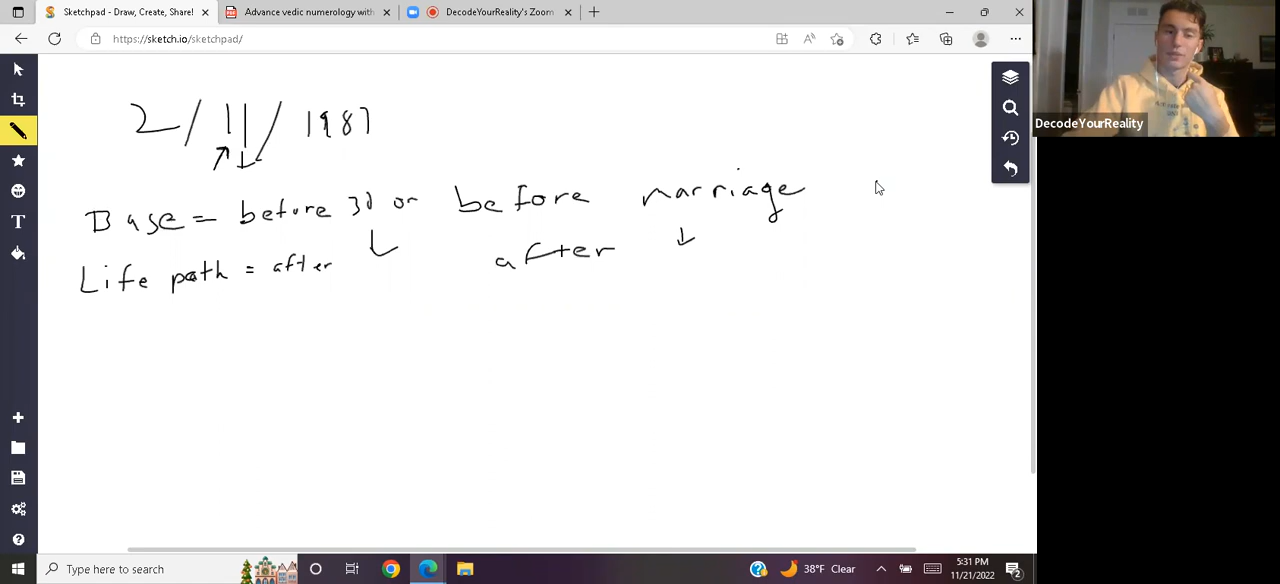 Sketchpad - Draw, Create, Share!
Advance vedic numerology with
DecodeYourReality's Zoom
https://sketch.io/sketchpad/
DecodeYourReality
2/11/1987
Base = before 30 or before marriage
Life path = after after
Type here to search
38°F Clear
5:31 PM
11/21/2022
2